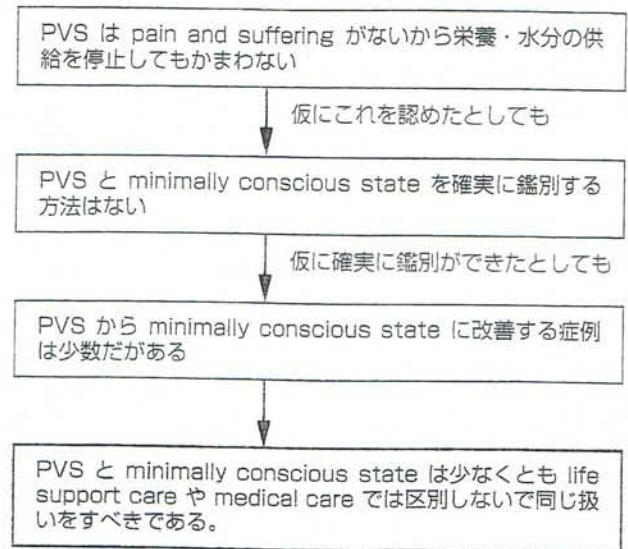 PVS は pain and suffering がないから栄養・水分の供
給を停止してもかまわない
仮にこれを認めたとしても
PVS と minimally conscious state を確実に鑑別する
方法はない
仮に確実に鑑別ができたとしても
PVS から minimally conscious state に改善する症例
は少数だがある
PVS と minimally conscious state は少なくとも life
support care や medical care では区別しないで同じ扱
いをすべきである。